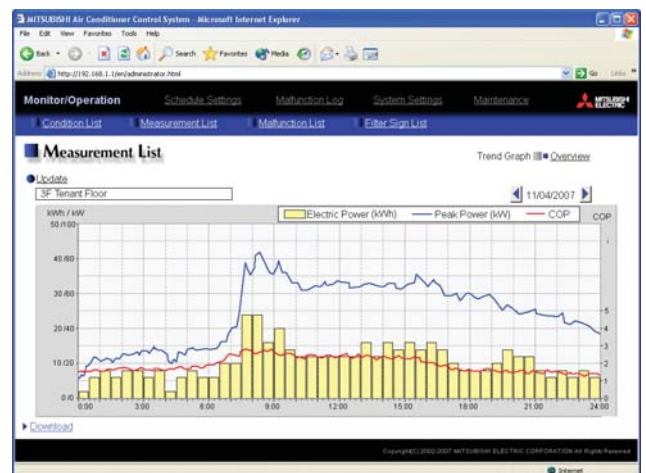 MITSUBISHI Air Conditioner Control System - Microsoft Internet Explorer
File Edit View Favorites Tools Help
Back Search Favorites Media
Address http://192.168.1.1/en/administrator.html Go Links »
Monitor/Operation Schedule Settings Malfunction Log System Settings Maintenance MITSUBISHI ELECTRIC
Condition List Measurement List Malfunction List Filter Sign List
Measurement List
Trend Graph Overview
Update
3F Tenant Floor
11/04/2007
kWh / kW Electric Power (kWh) Peak Power (kW) COP COP
50 /100
40 /80
30 /60
5
20 /40 4
3
10 /20 2
1
0 /0 0
0:00 3:00 6:00 9:00 12:00 15:00 18:00 21:00 24:00
Download
Copyright(C) 2002-2007 MITSUBISHI ELECTRIC CORPORATION All Rights Reserved
Internet